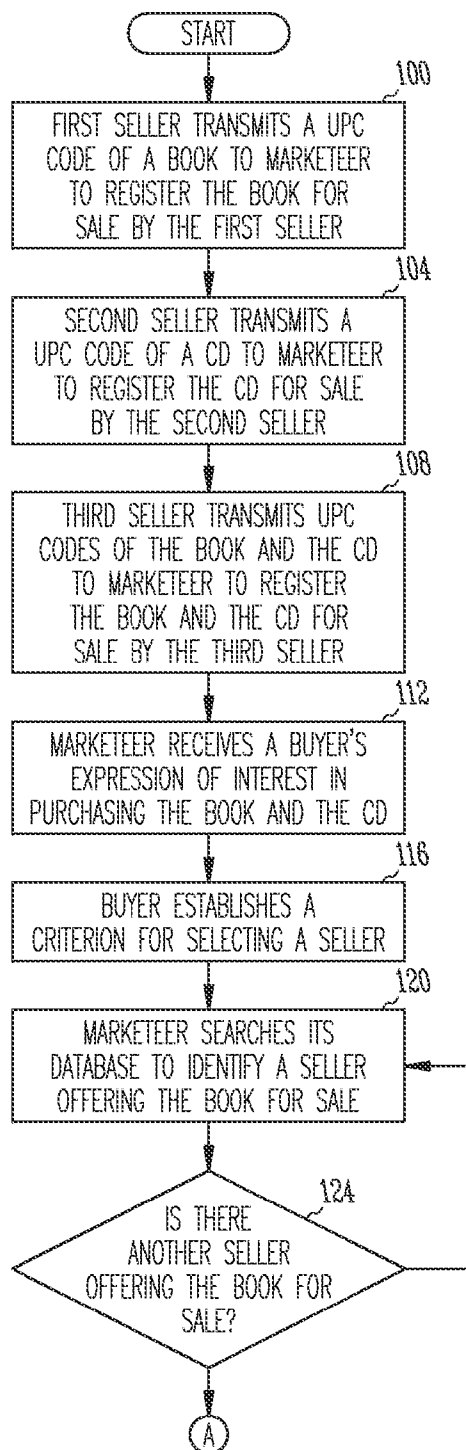 START
100
FIRST SELLER TRANSMITS A UPC
CODE OF A BOOK TO MARKETEER
TO REGISTER THE BOOK FOR
SALE BY THE FIRST SELLER
104
SECOND SELLER TRANSMITS A
UPC CODE OF A CD TO MARKETEER
TO REGISTER THE CD FOR SALE
BY THE SECOND SELLER
108
THIRD SELLER TRANSMITS UPC
CODES OF THE BOOK AND THE CD
TO MARKETEER TO REGISTER
THE BOOK AND THE CD FOR
SALE BY THE THIRD SELLER
112
MARKETEER RECEIVES A BUYER'S
EXPRESSION OF INTEREST IN
PURCHASING THE BOOK AND THE CD
116
BUYER ESTABLISHES A
CRITERION FOR SELECTING A SELLER
120
MARKETEER SEARCHES ITS
DATABASE TO IDENTIFY A SELLER
OFFERING THE BOOK FOR SALE
124
IS THERE
ANOTHER SELLER
OFFERING THE BOOK FOR
SALE?
A